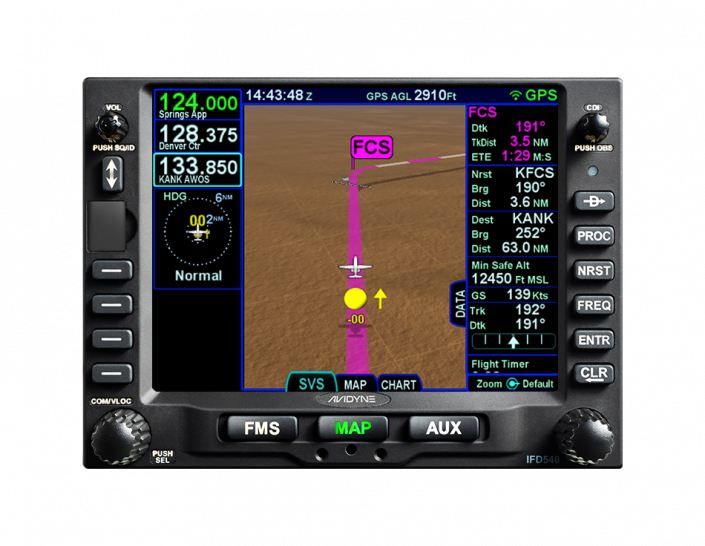 VOL
PUSH SQ/ID
.COM/VLOC
PUSH
SEL
124.000
Springs App
128.375
Denver Ctr
133.850
KANK AWOS
HDG
6NM
002NM
Normal
14:43:48 Z
GPS AGL 2910Ft
GPS
FCS
-00
SVS
MAP
CHART
DATA
FCS
Dtk 191°
TkDist 3.5 NM
ETE 1:29 M:S
Nrst KFCS
Brg 190°
Dist 3.6 NM
Dest KANK
Brg 252°
Dist 63.0 NM
Min Safe Alt
12450 Ft MSL
GS 139 Kts
Trk 192°
Dtk 191°
Flight Timer
Zoom Default
CDI
PUSH OBS
D
PROC
NRST
FREQ
ENTR
CLR
AVIDYNE
FMS
MAP
AUX
IFD540